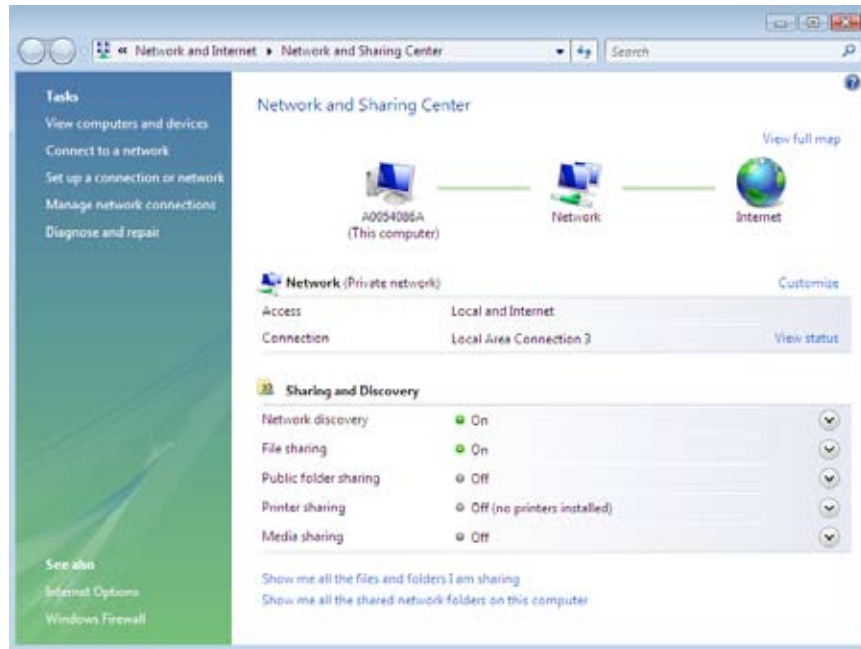 « Network and Internet ▸ Network and Sharing Center
Search
Tasks
View computers and devices
Connect to a network
Set up a connection or network
Manage network connections
Diagnose and repair
See also
Internet Options
Windows Firewall
Network and Sharing Center
View full map
A0054086A
(This computer)
Network
Internet
Network (Private network)
Customize
Access Local and Internet
Connection Local Area Connection 3 View status
Sharing and Discovery
Network discovery On
File sharing On
Public folder sharing Off
Printer sharing Off (no printers installed)
Media sharing Off
Show me all the files and folders I am sharing
Show me all the shared network folders on this computer